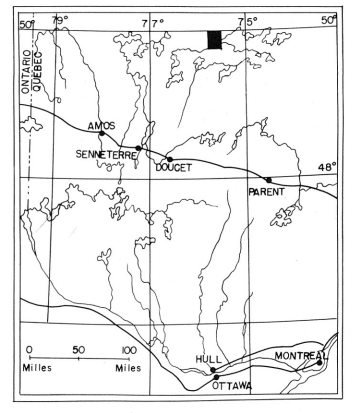 50° 79° 77° 75° 50°
ONTARIO
QUEBEC
AMOS
SENNETERRE
DOUCET
48°
PARENT
0 50 100
Miles Miles
HULL MONTREAL
OTTAWA